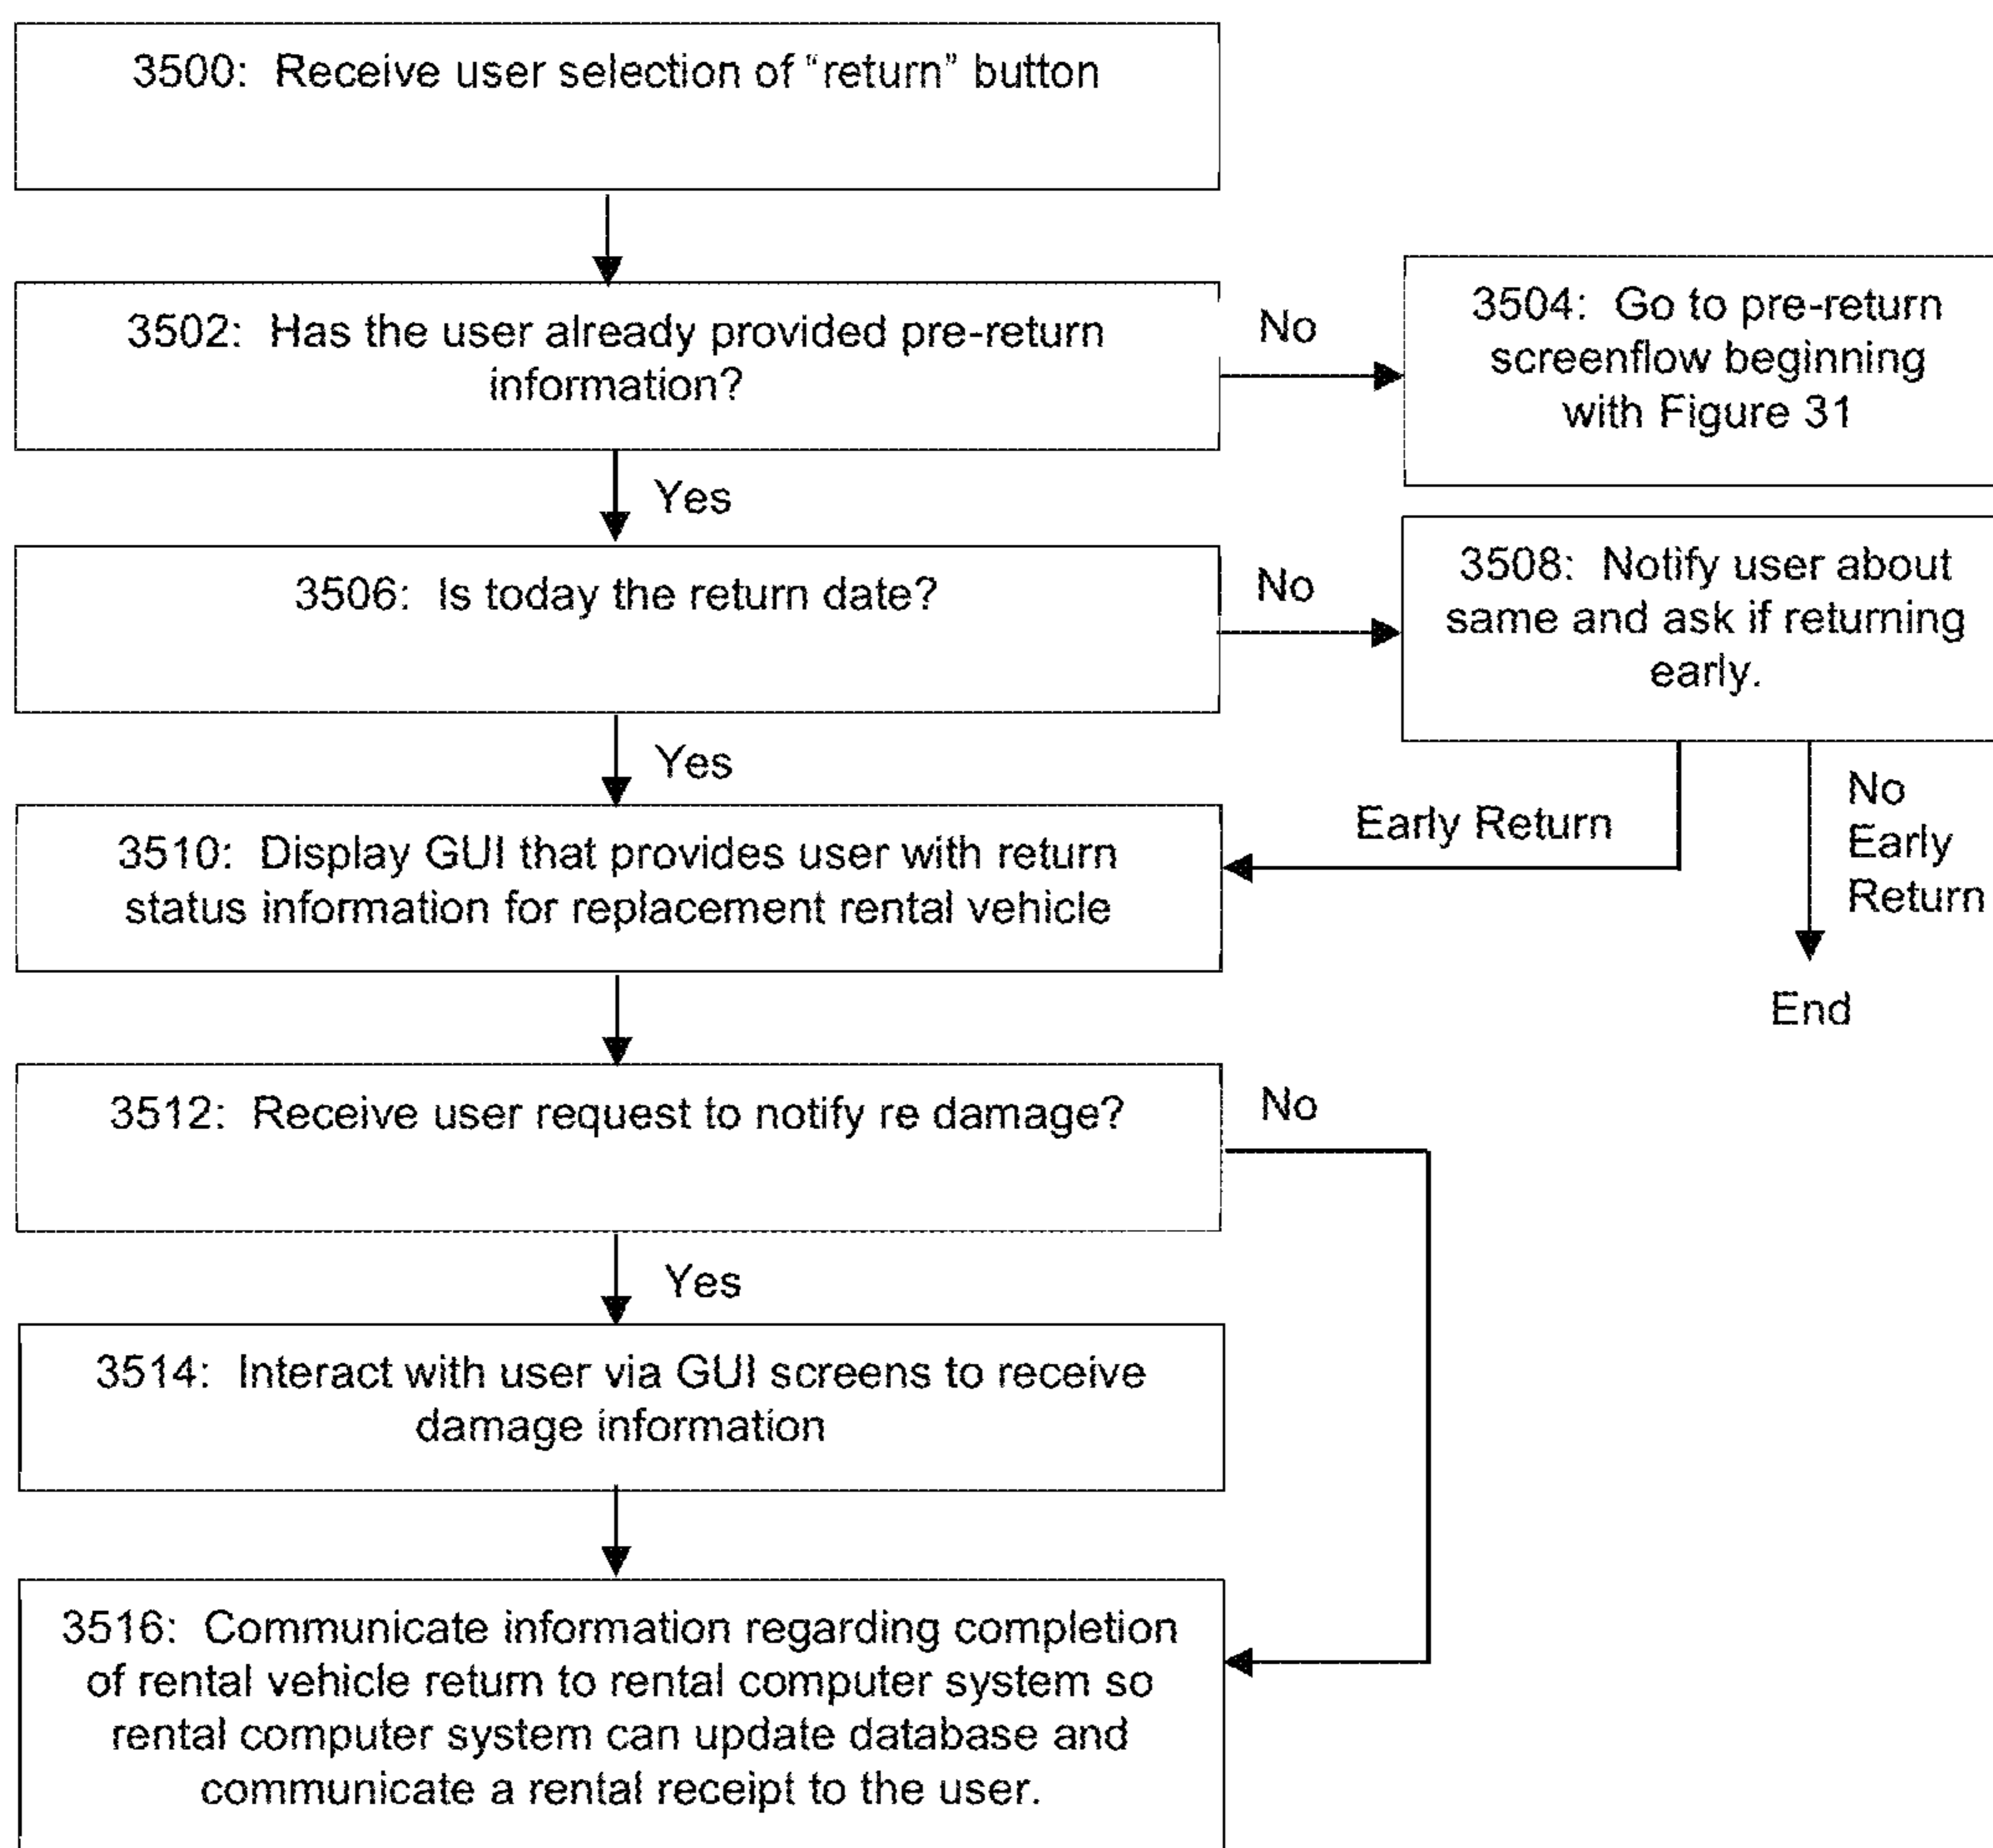 3500: Receive user selection of “return” button
3502: Has the user already provided pre-return
information?
No
3504: Go to pre-return
screenflow beginning
with Figure 31
Yes
3506: Is today the return date?
No
3508: Notify user about
same and ask if returning
early.
Yes
Early Return
No
Early
Return
End
3510: Display GUI that provides user with return
status information for replacement rental vehicle
3512: Receive user request to notify re damage?
No
Yes
3514: Interact with user via GUI screens to receive
damage information
3516: Communicate information regarding completion
of rental vehicle return to rental computer system so
rental computer system can update database and
communicate a rental receipt to the user.